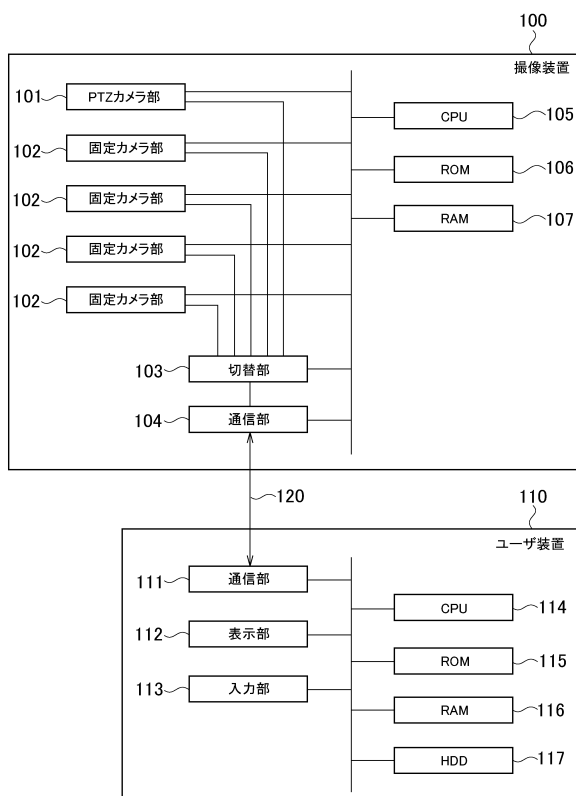 100
撮像装置
101
PTZカメラ部
CPU
105
102
固定カメラ部
ROM
106
102
固定カメラ部
RAM
107
102
固定カメラ部
102
固定カメラ部
103
切替部
104
通信部
120
110
ユーザ装置
111
通信部
CPU
114
112
表示部
ROM
115
113
入力部
RAM
116
HDD
117